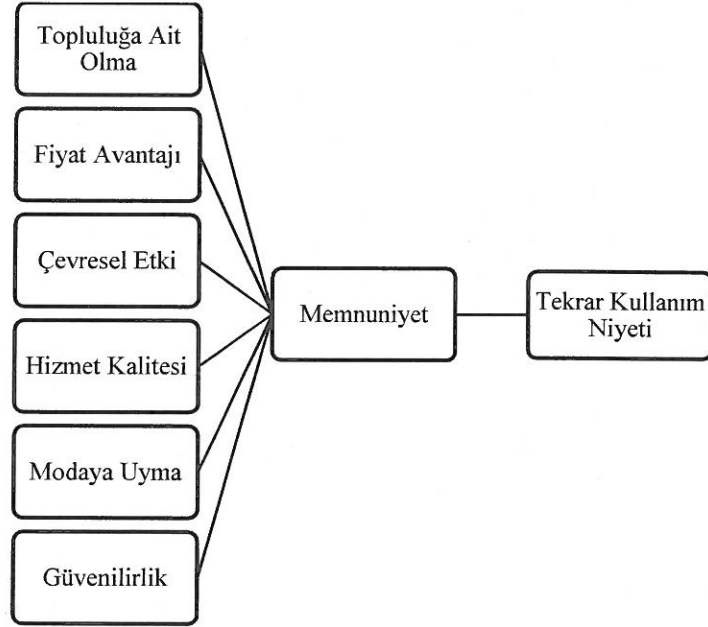 Topluluğa Ait
Olma
Fiyat Avantajı
Çevresel Etki
Hizmet Kalitesi
Modaya Uyma
Güvenilirlik
Memnuniyet
Tekrar Kullanım
Niyeti